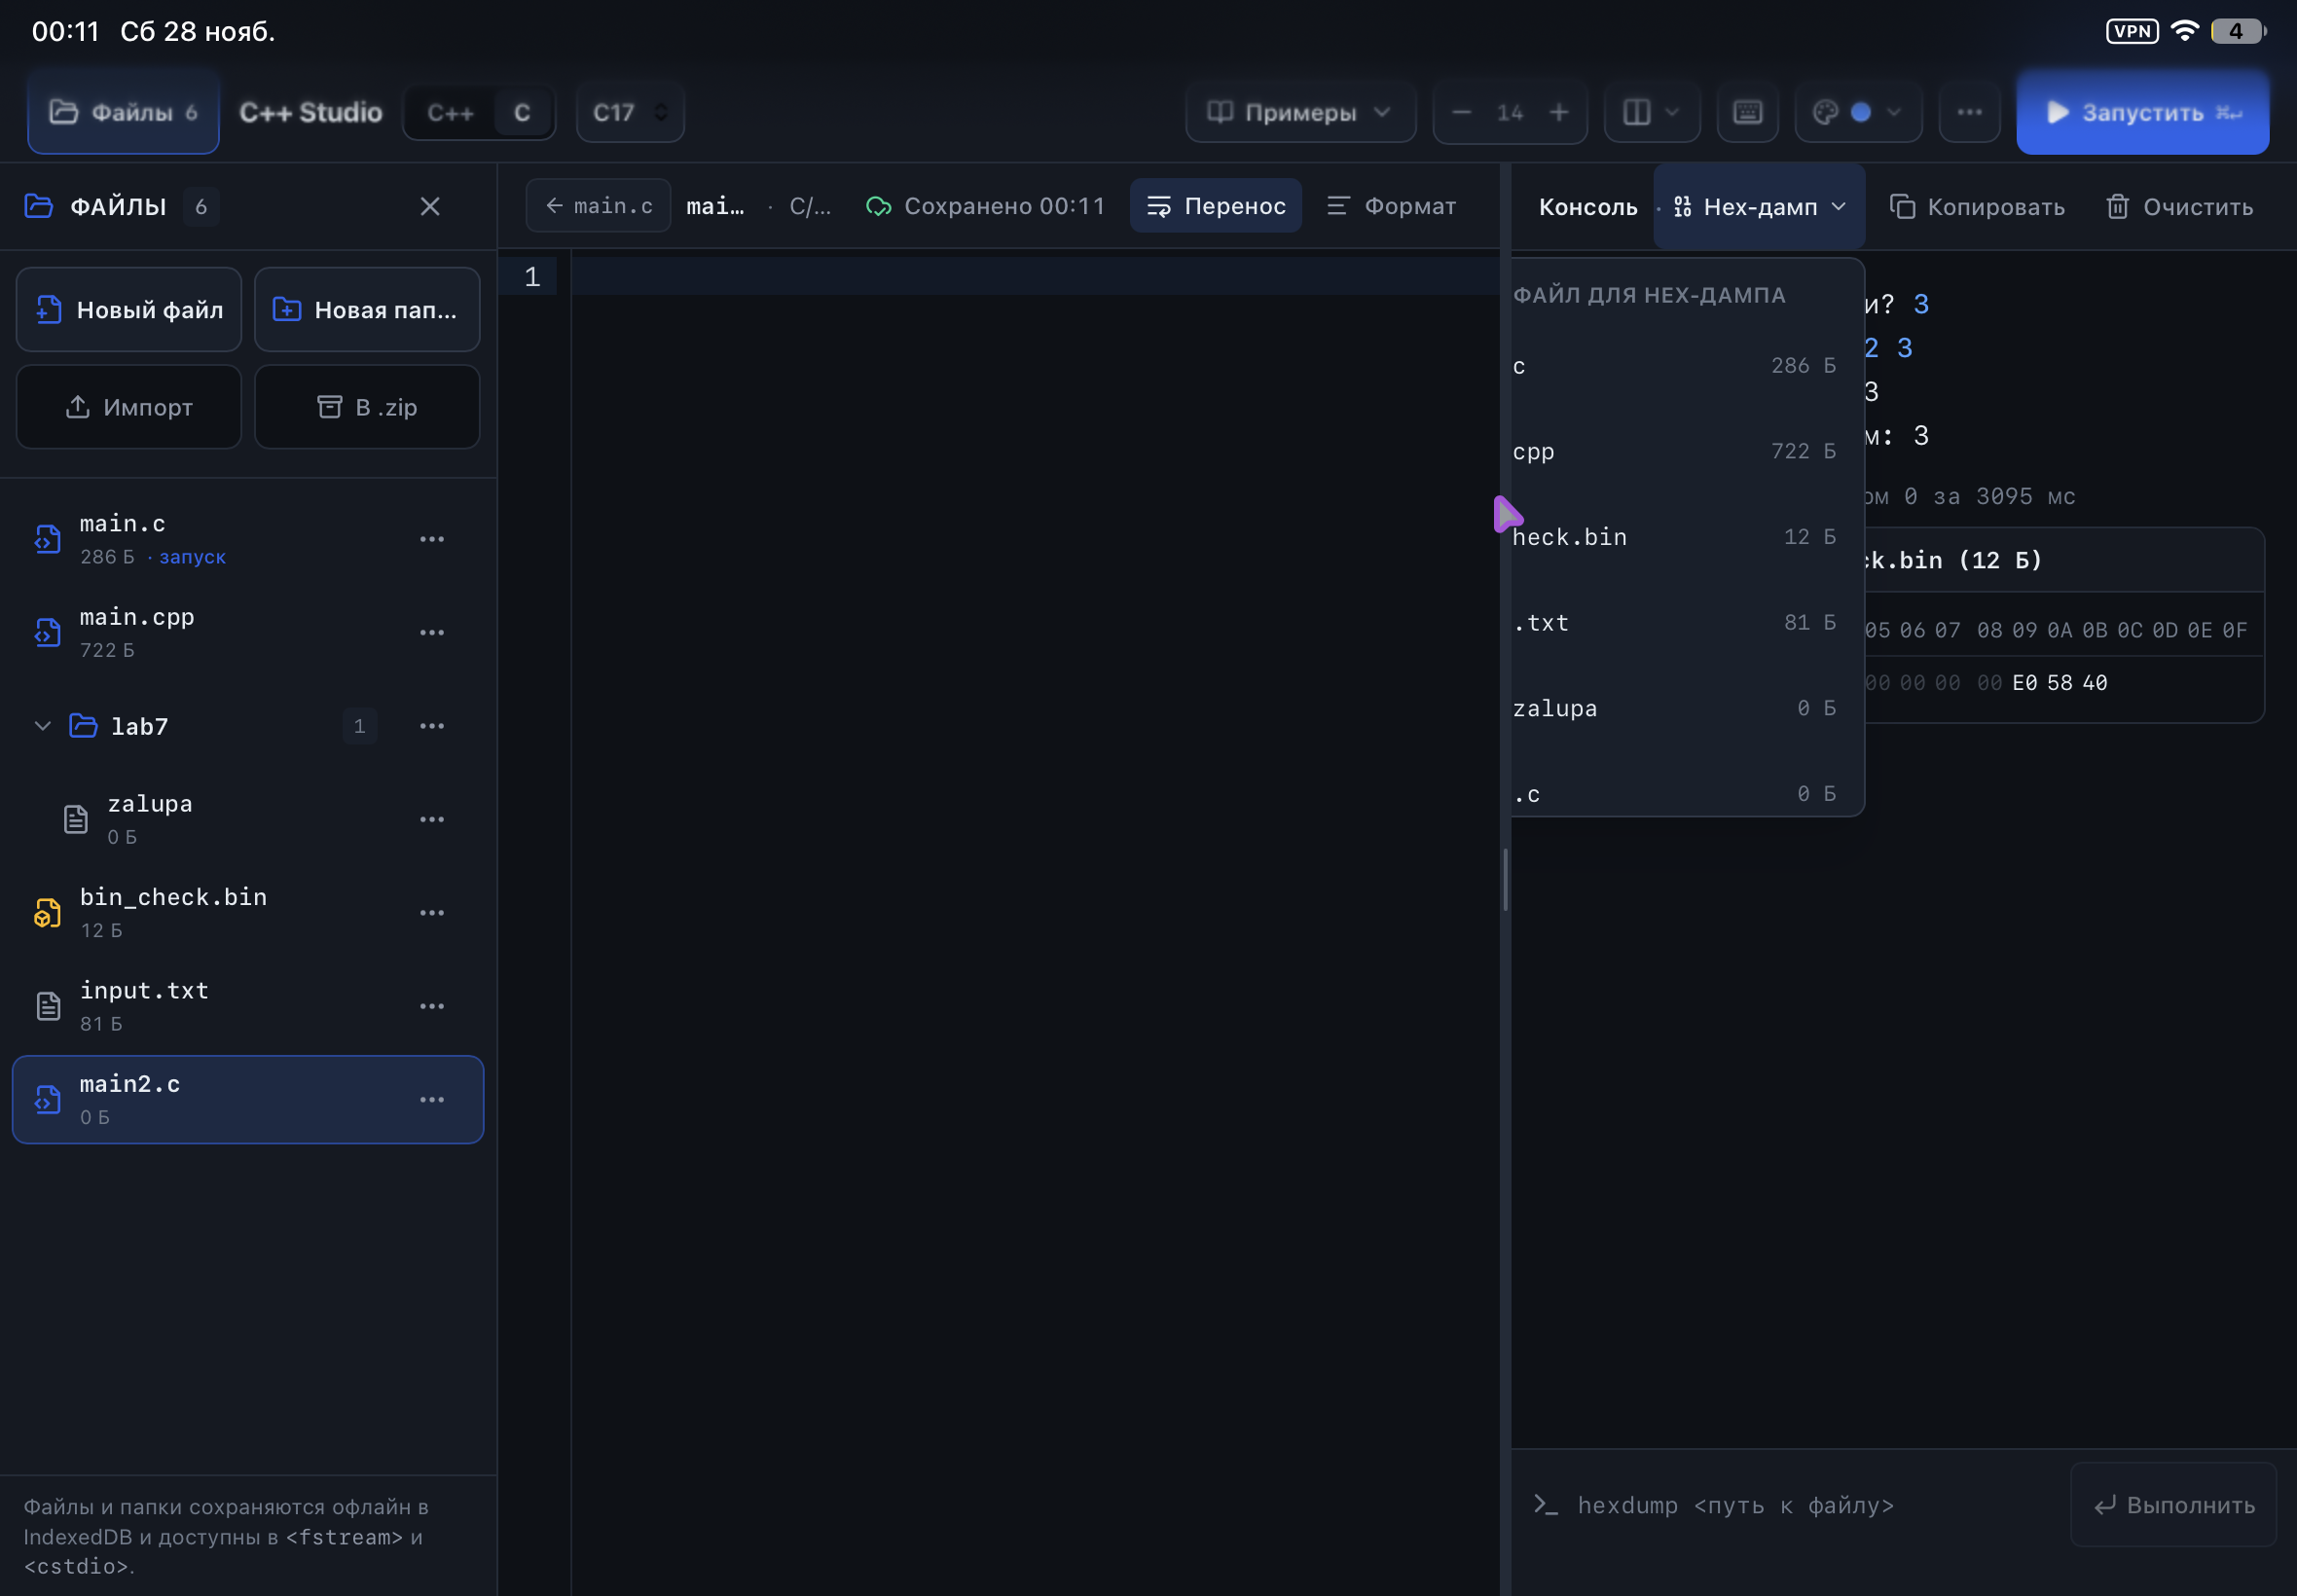 00:11 Сб 28 нояб. VPN 4
Файлы 6 C++ Studio C++ C C17 Примеры 14 Запустить ⌘↵
ФАЙЛЫ 6
Новый файл Новая пап...
Импорт В .zip
main.c
286 Б · запуск
main.cpp
722 Б
lab7 1
zalupa
0 Б
bin_check.bin
12 Б
input.txt
81 Б
main2.c
0 Б
Файлы и папки сохраняются офлайн в
IndexedDB и доступны в <fstream> и
<cstdio>.
← main.c mai... · C/... Сохранено 00:11 Перенос Формат
1
Консоль · Hex-дамп Копировать Очистить
ФАЙЛ ДЛЯ HEX-ДАМПА
c 286 Б
cpp 722 Б
heck.bin 12 Б
.txt 81 Б
zalupa 0 Б
.c 0 Б
и? 3
2 3
3
м: 3
ом 0 за 3095 мс
ck.bin (12 Б)
05 06 07 08 09 0A 0B 0C 0D 0E 0F
00 00 00 00 E0 58 40
hexdump <путь к файлу>
Выполнить